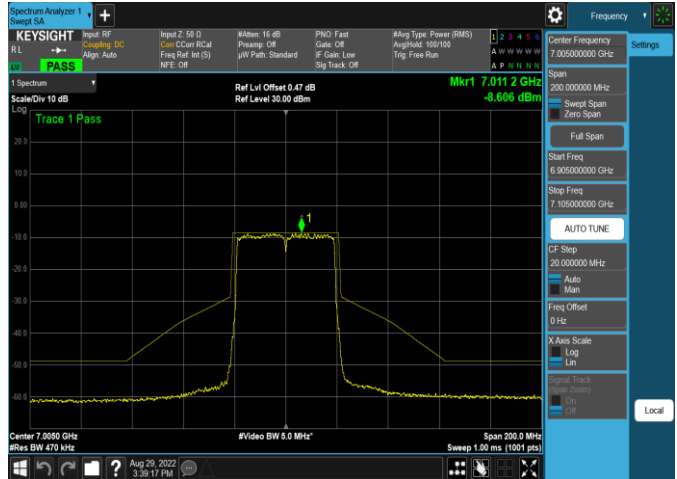 Spectrum Analyzer 1
Swept SA
+
Frequency
KEYSIGHT
RL
PASS
Input: RF
Coupling: DC
Align: Auto
Input Z: 50 Ω
Corr CCorr RCal
Freq Ref: Int (S)
NFE: Off
#Atten: 16 dB
Preamp: Off
µW Path: Standard
PNO: Fast
Gate: Off
IF Gain: Low
Sig Track: Off
#Avg Type: Power (RMS)
Avg|Hold: 100/100
Trig: Free Run
1 2 3 4 5 6
A W W W W W
A P N N N N
1 Spectrum
Scale/Div 10 dB
Log
Ref Lvl Offset 0.47 dB
Ref Level 30.00 dBm
Mkr1 7.011 2 GHz
-8.606 dBm
Trace 1 Pass
20.0
10.0
0.00
-10.0
-20.0
-30.0
-40.0
-50.0
-60.0
1
Center 7.0050 GHz
#Res BW 470 kHz
#Video BW 5.0 MHz*
Span 200.0 MHz
Sweep 1.00 ms (1001 pts)
Aug 29, 2022
3:39:17 PM
?
Center Frequency
7.005000000 GHz
Settings
Span
200.000000 MHz
Swept Span
Zero Span
Full Span
Start Freq
6.905000000 GHz
Stop Freq
7.105000000 GHz
AUTO TUNE
CF Step
20.000000 MHz
Auto
Man
Freq Offset
0 Hz
X Axis Scale
Log
Lin
Signal Track
(Span Zoom)
On
Off
Local